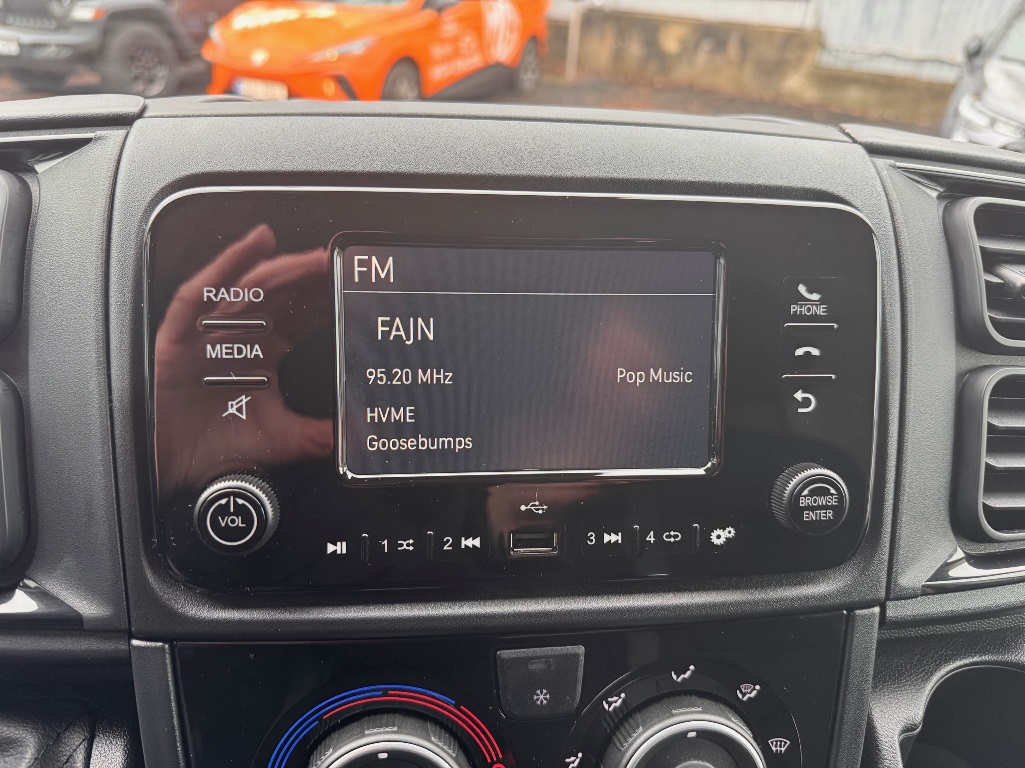 FM
RADIO
PHONE
FAJN
MEDIA
95.20 MHz
Pop Music
HVME
Goosebumps
VOL
BROWSE
ENTER
1
2
3
4